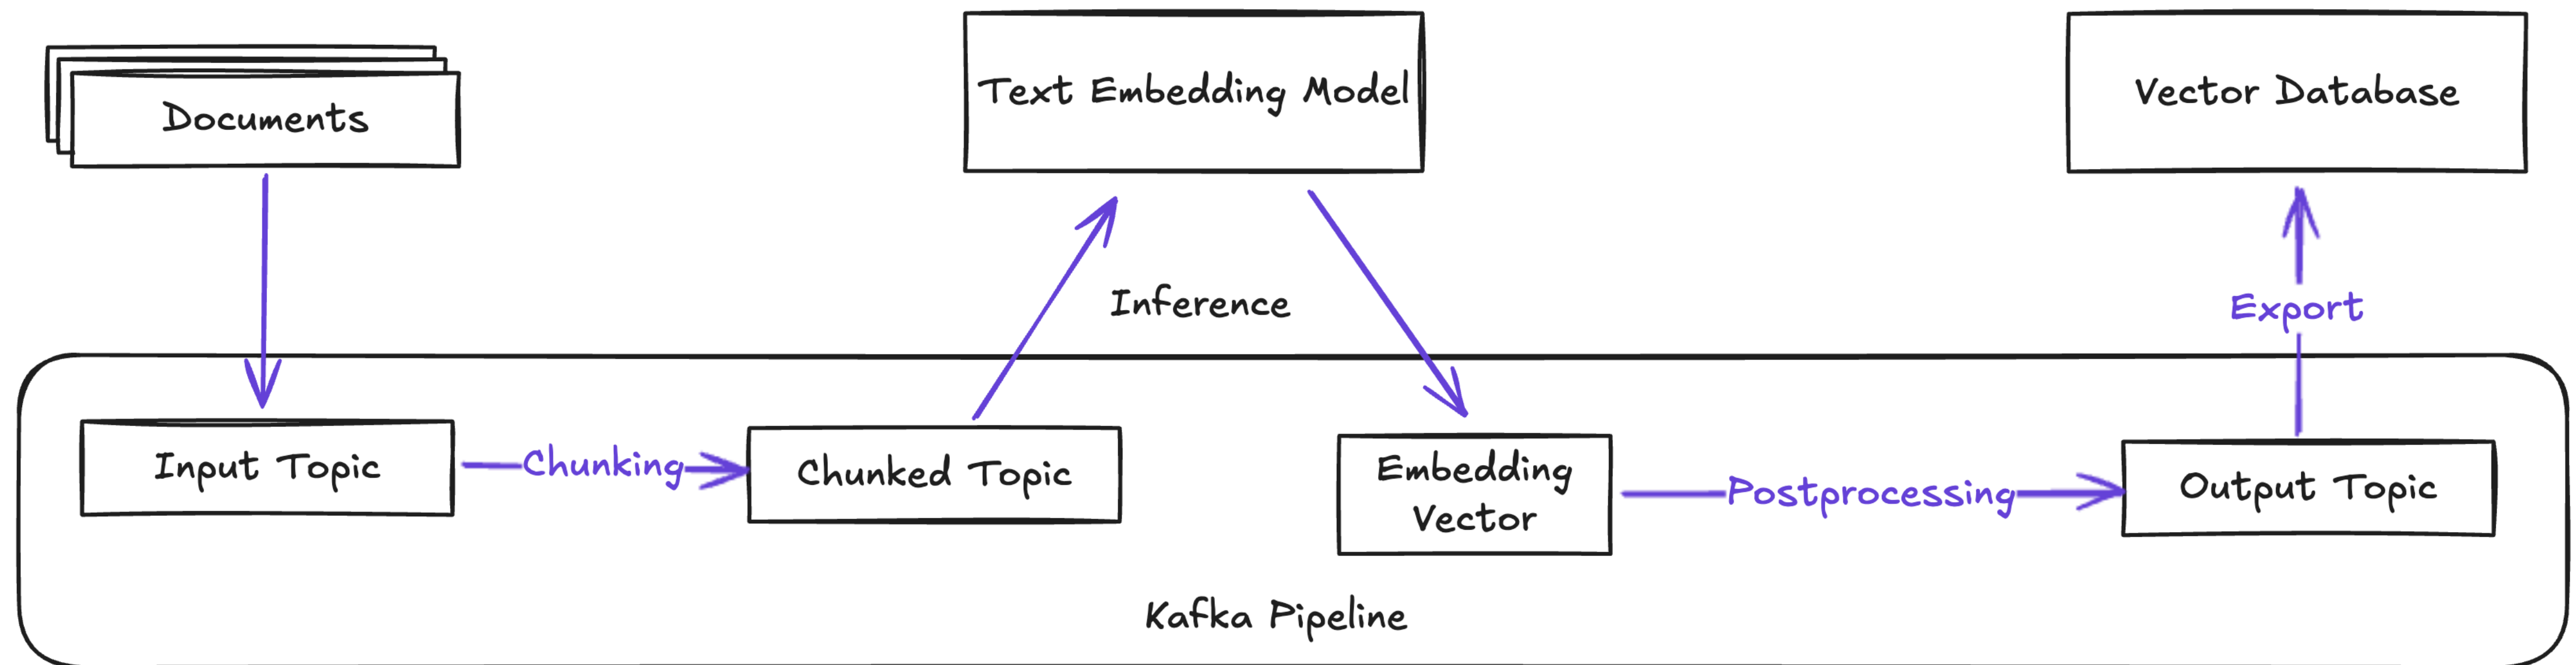 Documents
Text Embedding Model
Vector Database
Inference
Export
Input Topic
Chunking
Chunked Topic
Embedding
Vector
Postprocessing
Output Topic
Kafka Pipeline